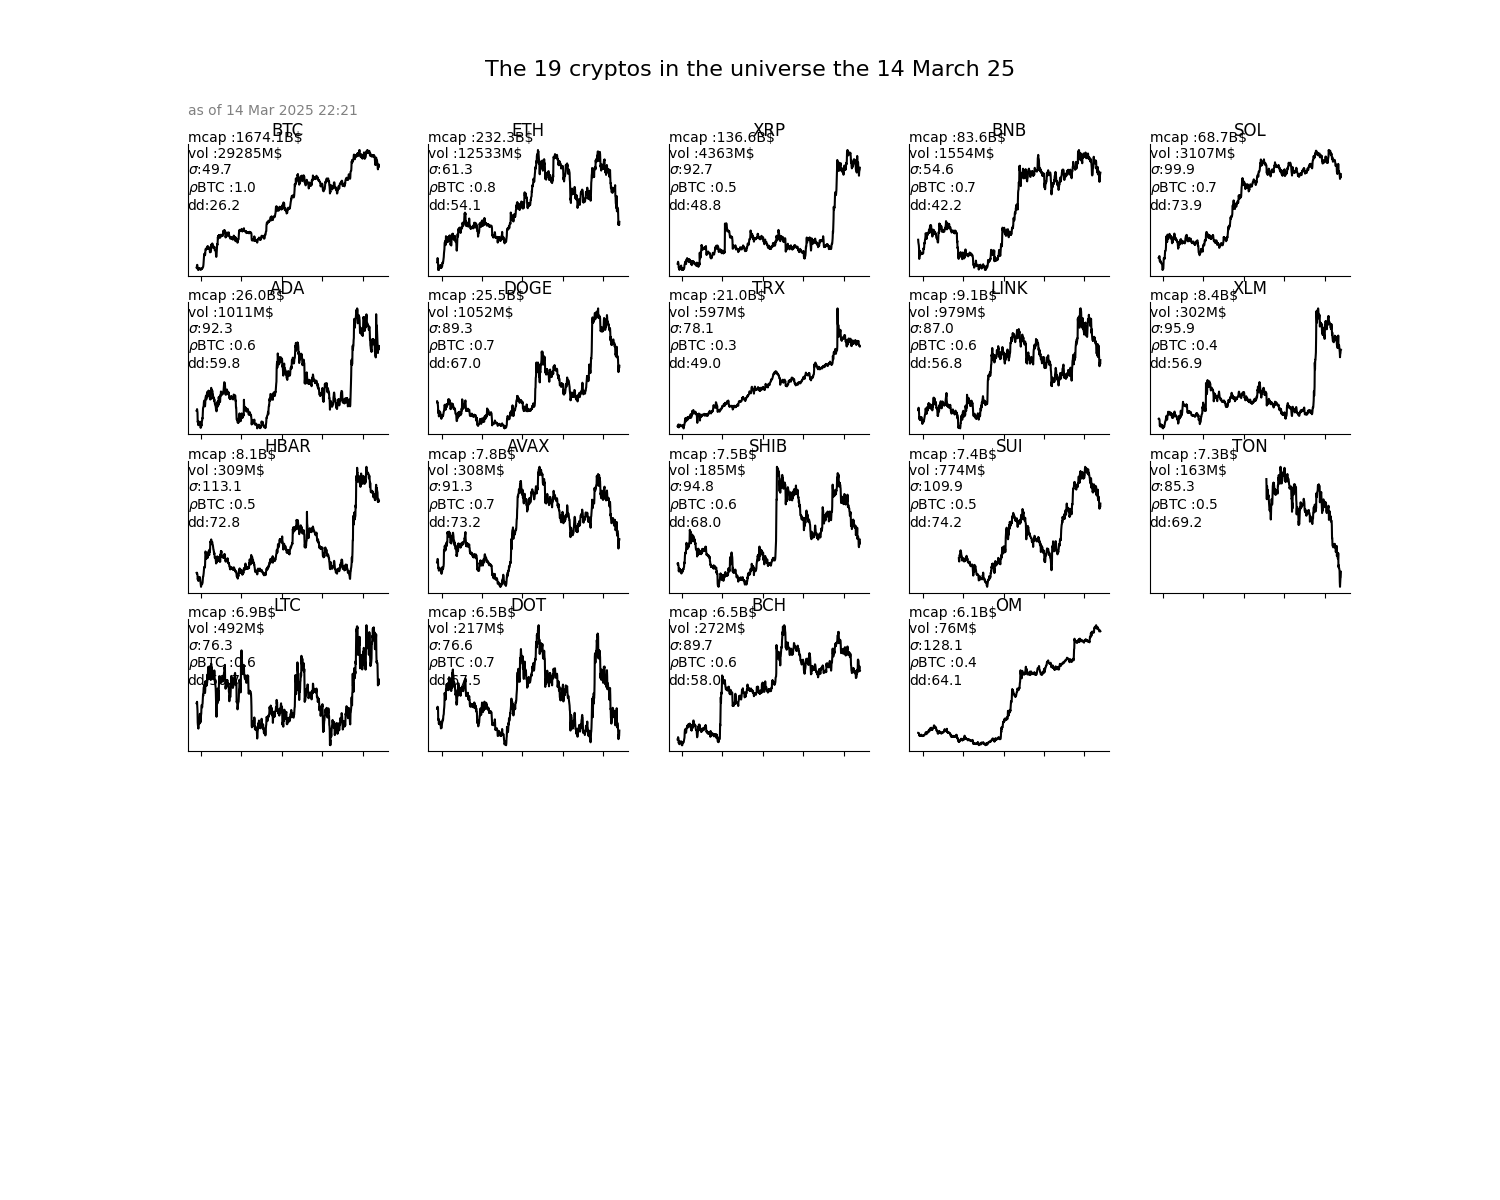 The 19 cryptos in the universe the 14 March 25
as of 14 Mar 2025 22:21
BTC
mcap :1674.1B$
vol :29285M$
σ:49.7
ρBTC :1.0
dd:26.2
ETH
mcap :232.3B$
vol :12533M$
σ:61.3
ρBTC :0.8
dd:54.1
XRP
mcap :136.6B$
vol :4363M$
σ:92.7
ρBTC :0.5
dd:48.8
BNB
mcap :83.6B$
vol :1554M$
σ:54.6
ρBTC :0.7
dd:42.2
SOL
mcap :68.7B$
vol :3107M$
σ:99.9
ρBTC :0.7
dd:73.9
ADA
mcap :26.0B$
vol :1011M$
σ:92.3
ρBTC :0.6
dd:59.8
DOGE
mcap :25.5B$
vol :1052M$
σ:89.3
ρBTC :0.7
dd:67.0
TRX
mcap :21.0B$
vol :597M$
σ:78.1
ρBTC :0.3
dd:49.0
LINK
mcap :9.1B$
vol :979M$
σ:87.0
ρBTC :0.6
dd:56.8
XLM
mcap :8.4B$
vol :302M$
σ:95.9
ρBTC :0.4
dd:56.9
HBAR
mcap :8.1B$
vol :309M$
σ:113.1
ρBTC :0.5
dd:72.8
AVAX
mcap :7.8B$
vol :308M$
σ:91.3
ρBTC :0.7
dd:73.2
SHIB
mcap :7.5B$
vol :185M$
σ:94.8
ρBTC :0.6
dd:68.0
SUI
mcap :7.4B$
vol :774M$
σ:109.9
ρBTC :0.5
dd:74.2
TON
mcap :7.3B$
vol :163M$
σ:85.3
ρBTC :0.5
dd:69.2
LTC
mcap :6.9B$
vol :492M$
σ:76.3
ρBTC :0.6
DOT
mcap :6.5B$
vol :217M$
σ:76.6
ρBTC :0.7
dd:67.5
BCH
mcap :6.5B$
vol :272M$
σ:89.7
ρBTC :0.6
dd:58.0
OM
mcap :6.1B$
vol :76M$
σ:128.1
ρBTC :0.4
dd:64.1